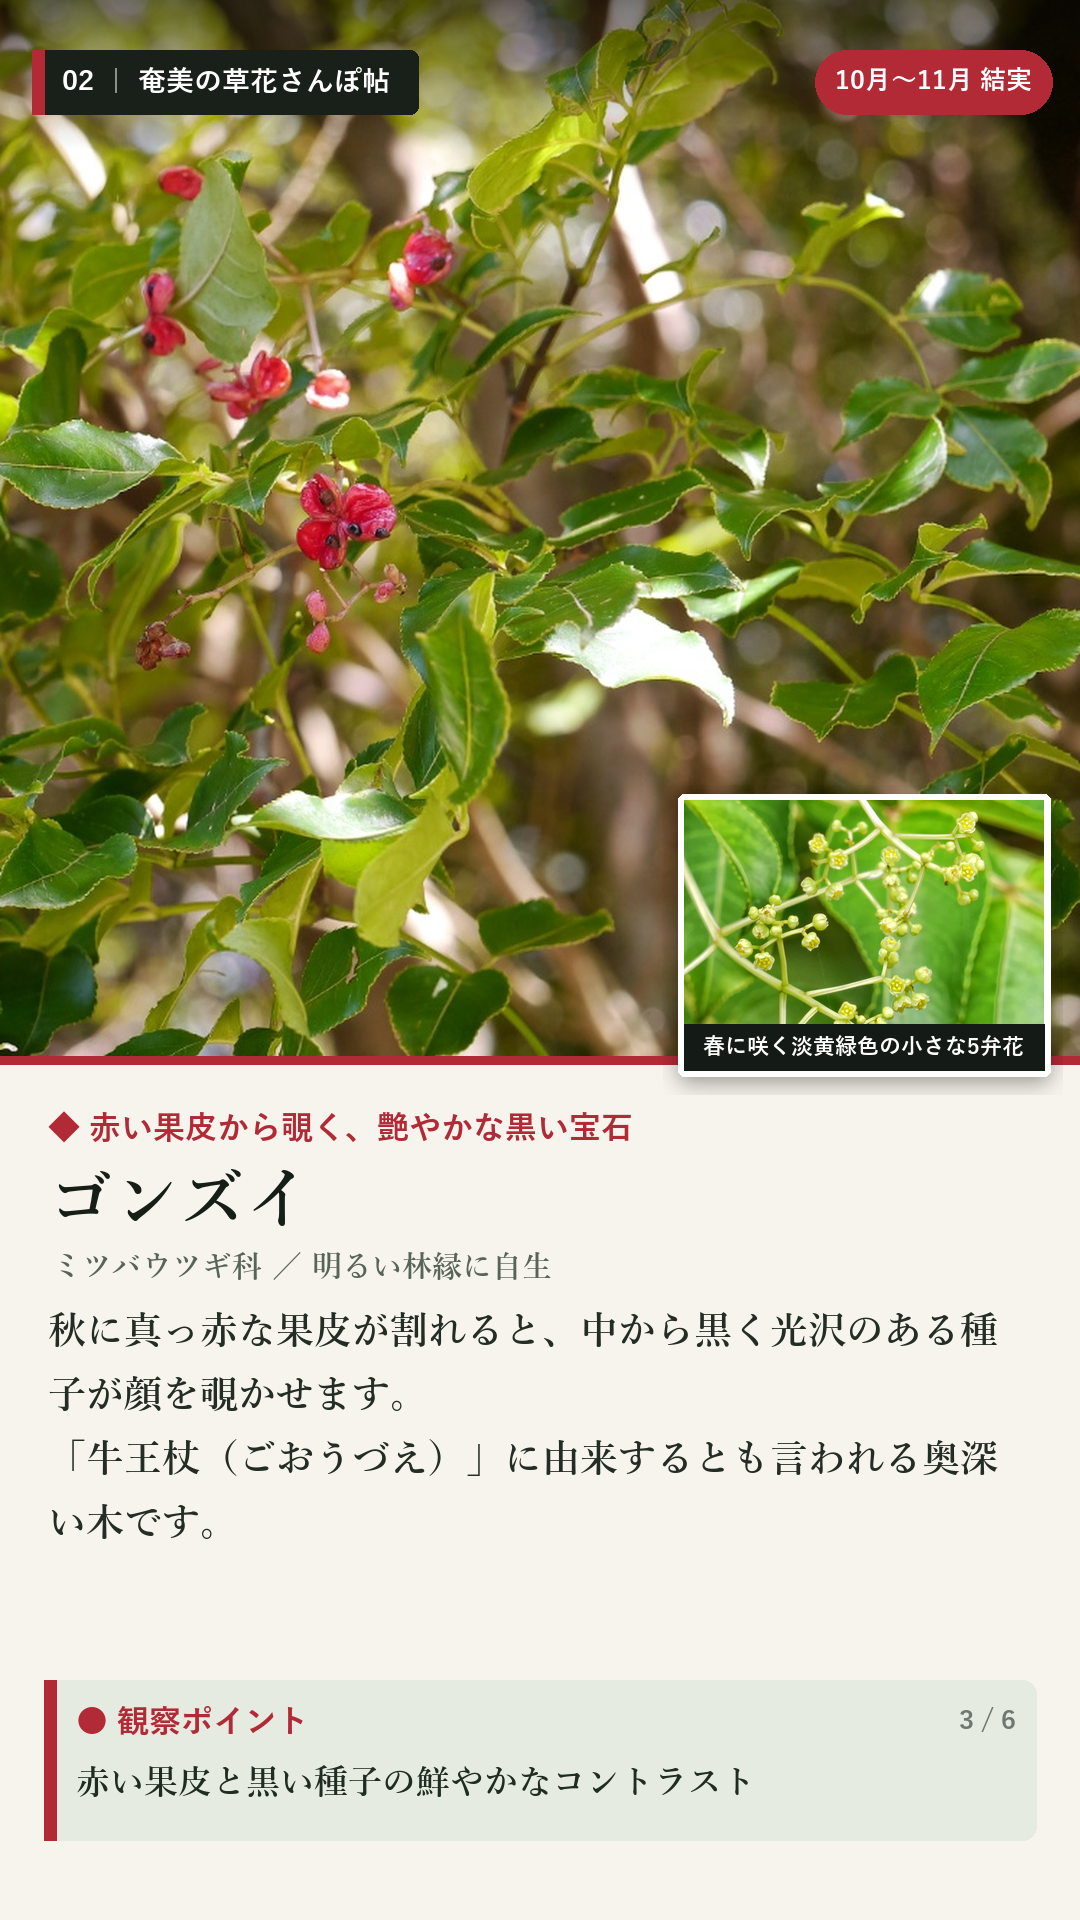 02 | 奄美の草花さんぽ帖
10月〜11月 結実
春に咲く淡黄緑色の小さな5弁花
◆ 赤い果皮から覗く、艶やかな黒い宝石
ゴンズイ
ミツバウツギ科 ／ 明るい林縁に自生
秋に真っ赤な果皮が割れると、中から黒く光沢のある種
子が顔を覗かせます。
「牛王杖（ごおうづえ）」に由来するとも言われる奥深
い木です。
● 観察ポイント
3 / 6
赤い果皮と黒い種子の鮮やかなコントラスト